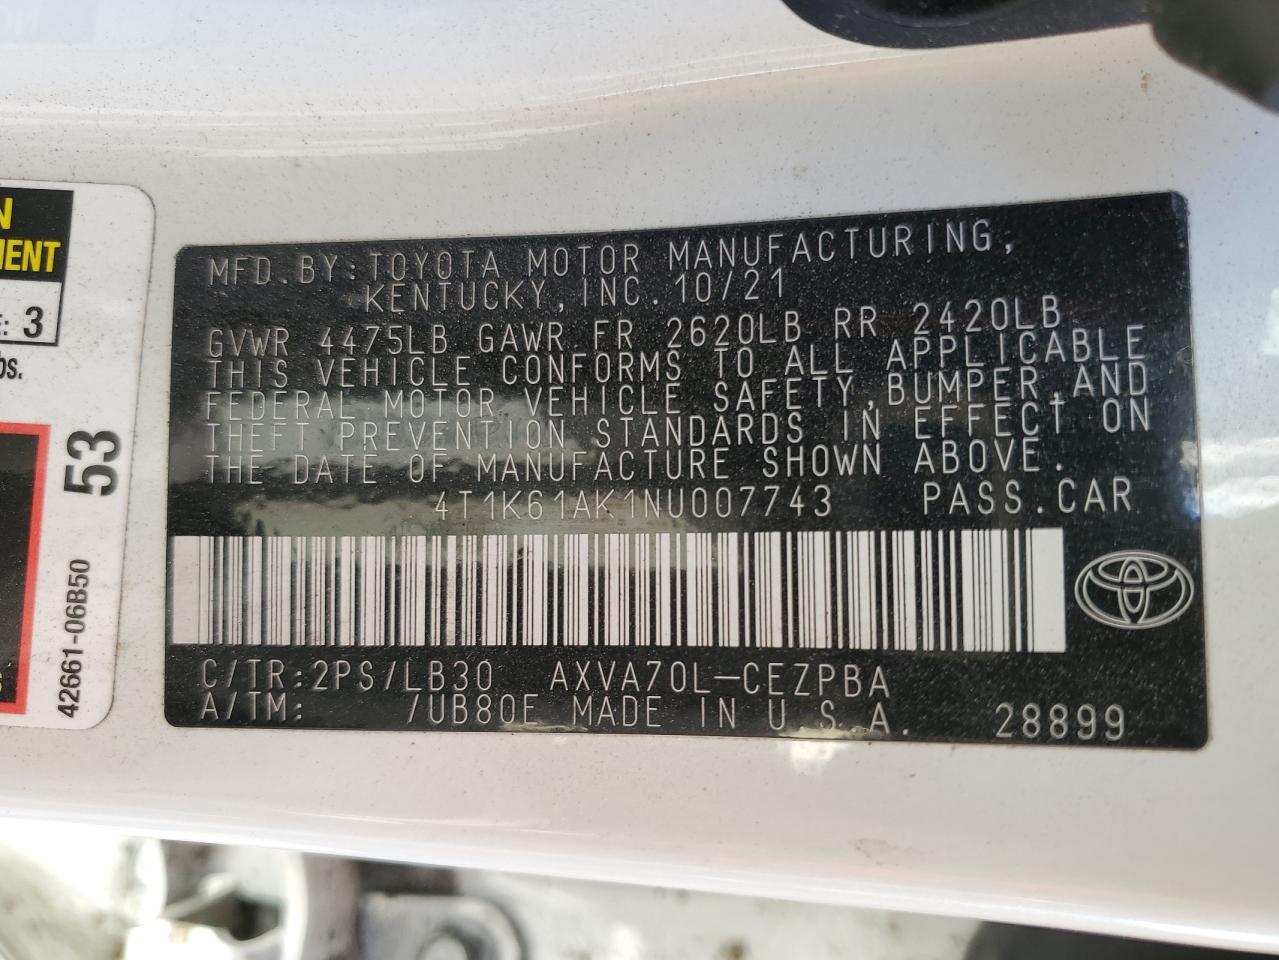 N
MENT
E: 3
bs.
53
42661-06B50
MFD. BY: TOYOTA MOTOR MANUFACTURING,
KENTUCKY, INC. 10/21
GVWR 4475LB GAWR FR 2620LB RR 2420LB
THIS VEHICLE CONFORMS TO ALL APPLICABLE
FEDERAL MOTOR VEHICLE SAFETY, BUMPER, AND
THEFT PREVENTION STANDARDS IN EFFECT ON
THE DATE OF MANUFACTURE SHOWN ABOVE.
4T1K61AK1NU007743 PASS. CAR
C/TR: 2PS/LB30 AXVA70L-CEZPBA
A/TM: /UB80E MADE IN U.S.A. 28899